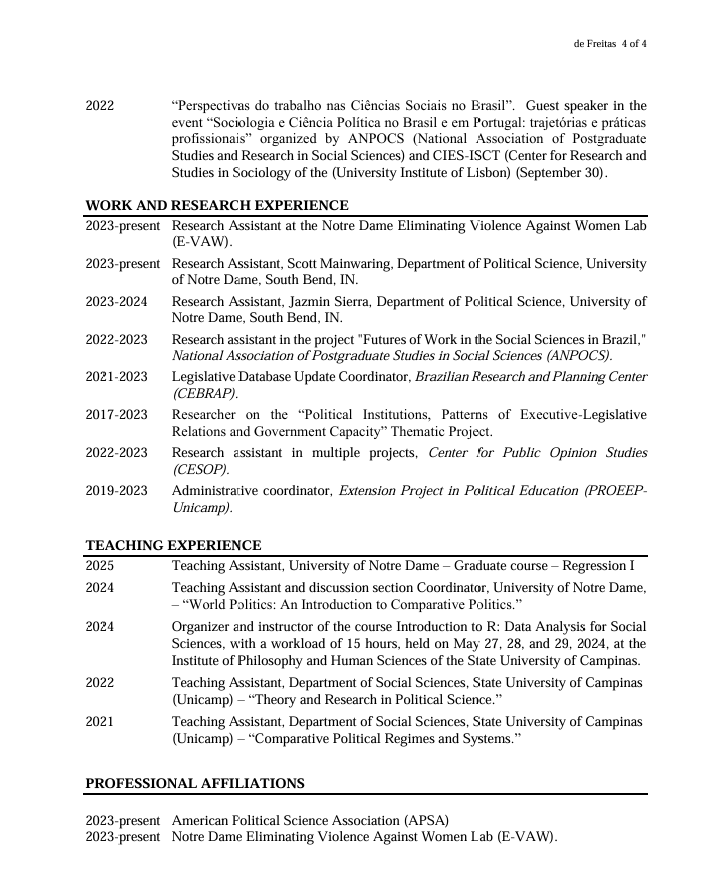 de Freitas 4 of 4
2022 “Perspectivas do trabalho nas Ciências Sociais no Brasil”. Guest speaker in the
event “Sociologia e Ciência Política no Brasil e em Portugal: trajetórias e práticas
profissionais” organized by ANPOCS (National Association of Postgraduate
Studies and Research in Social Sciences) and CIES-ISCT (Center for Research and
Studies in Sociology of the (University Institute of Lisbon) (September 30).
WORK AND RESEARCH EXPERIENCE
2023-present Research Assistant at the Notre Dame Eliminating Violence Against Women Lab
(E-VAW).
2023-present Research Assistant, Scott Mainwaring, Department of Political Science, University
of Notre Dame, South Bend, IN.
2023-2024 Research Assistant, Jazmin Sierra, Department of Political Science, University of
Notre Dame, South Bend, IN.
2022-2023 Research assistant in the project "Futures of Work in the Social Sciences in Brazil,"
National Association of Postgraduate Studies in Social Sciences (ANPOCS).
2021-2023 Legislative Database Update Coordinator, Brazilian Research and Planning Center
(CEBRAP).
2017-2023 Researcher on the “Political Institutions, Patterns of Executive-Legislative
Relations and Government Capacity” Thematic Project.
2022-2023 Research assistant in multiple projects, Center for Public Opinion Studies
(CESOP).
2019-2023 Administrative coordinator, Extension Project in Political Education (PROEEP-
Unicamp).
TEACHING EXPERIENCE
2025 Teaching Assistant, University of Notre Dame – Graduate course – Regression I
2024 Teaching Assistant and discussion section Coordinator, University of Notre Dame,
– “World Politics: An Introduction to Comparative Politics.”
2024 Organizer and instructor of the course Introduction to R: Data Analysis for Social
Sciences, with a workload of 15 hours, held on May 27, 28, and 29, 2024, at the
Institute of Philosophy and Human Sciences of the State University of Campinas.
2022 Teaching Assistant, Department of Social Sciences, State University of Campinas
(Unicamp) – “Theory and Research in Political Science.”
2021 Teaching Assistant, Department of Social Sciences, State University of Campinas
(Unicamp) – “Comparative Political Regimes and Systems.”
PROFESSIONAL AFFILIATIONS
2023-present American Political Science Association (APSA)
2023-present Notre Dame Eliminating Violence Against Women Lab (E-VAW).